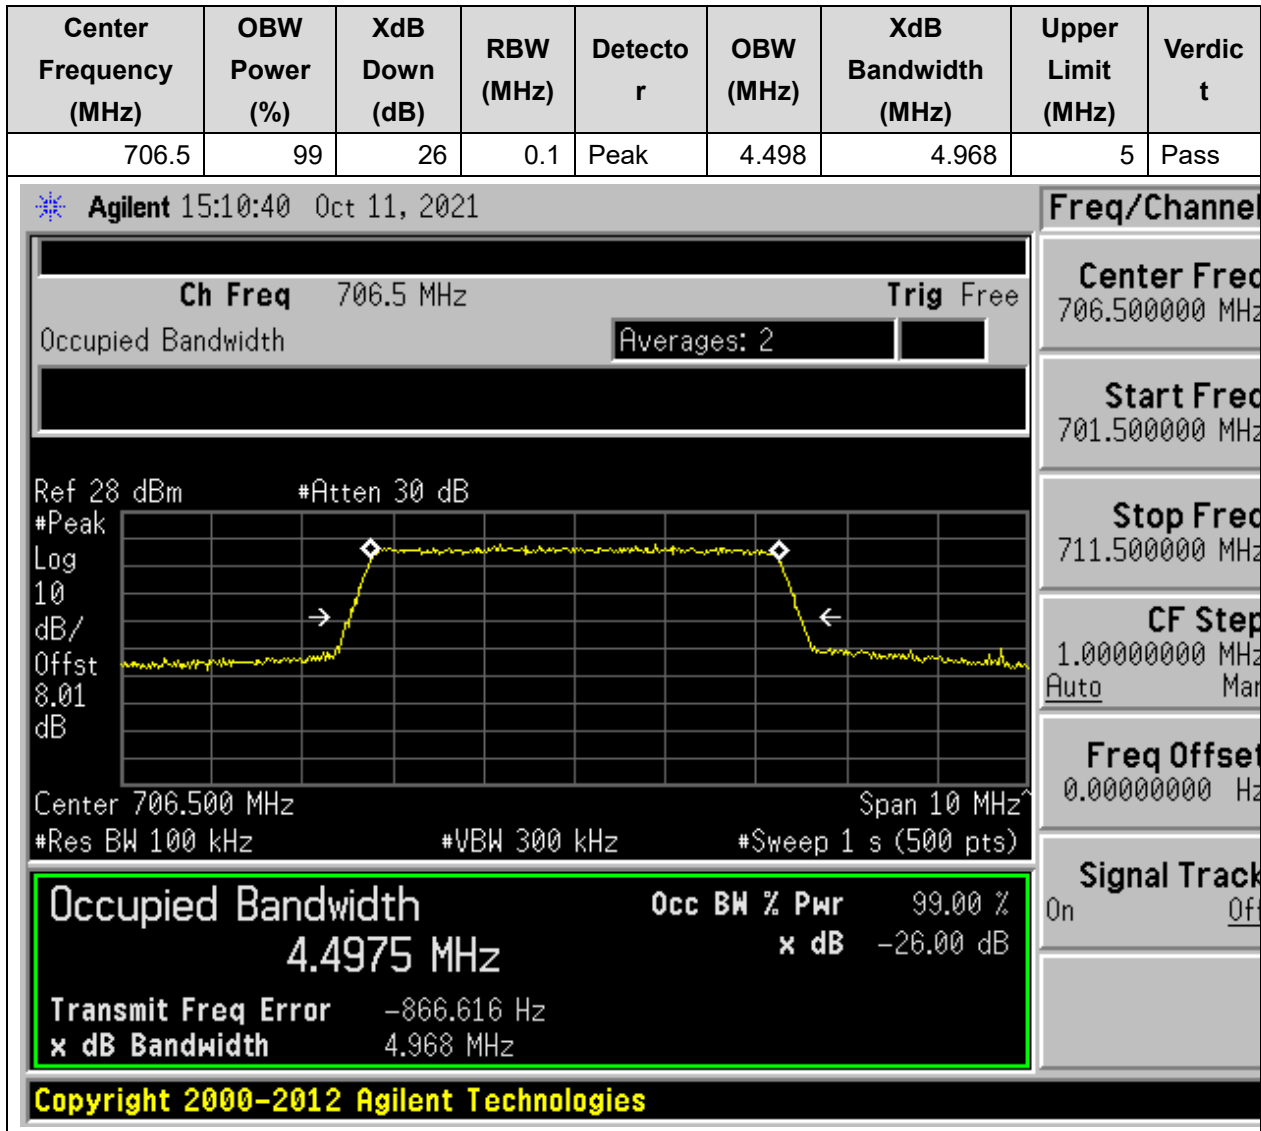 Center Frequency (MHz) OBW Power (%) XdB Down (dB) RBW (MHz) Detecto r OBW (MHz) XdB Bandwidth (MHz) Upper Limit (MHz) Verdic t
706.5 99 26 0.1 Peak 4.498 4.968 5 Pass
Agilent 15:10:40 Oct 11, 2021
Ch Freq 706.5 MHz Trig Free
Occupied Bandwidth Averages: 2
Ref 28 dBm #Atten 30 dB
#Peak
Log
10
dB/
Offst
8.01
dB
Center 706.500 MHz Span 10 MHz^
#Res BW 100 kHz #VBW 300 kHz #Sweep 1 s (500 pts)
Occupied Bandwidth Occ BW % Pwr 99.00 %
4.4975 MHz x dB -26.00 dB
Transmit Freq Error -866.616 Hz
x dB Bandwidth 4.968 MHz
Copyright 2000-2012 Agilent Technologies
Freq/Channel
Center Freq
706.500000 MHz
Start Freq
701.500000 MHz
Stop Freq
711.500000 MHz
CF Step
1.00000000 MHz
Auto Man
Freq Offset
0.00000000 Hz
Signal Track
On Off